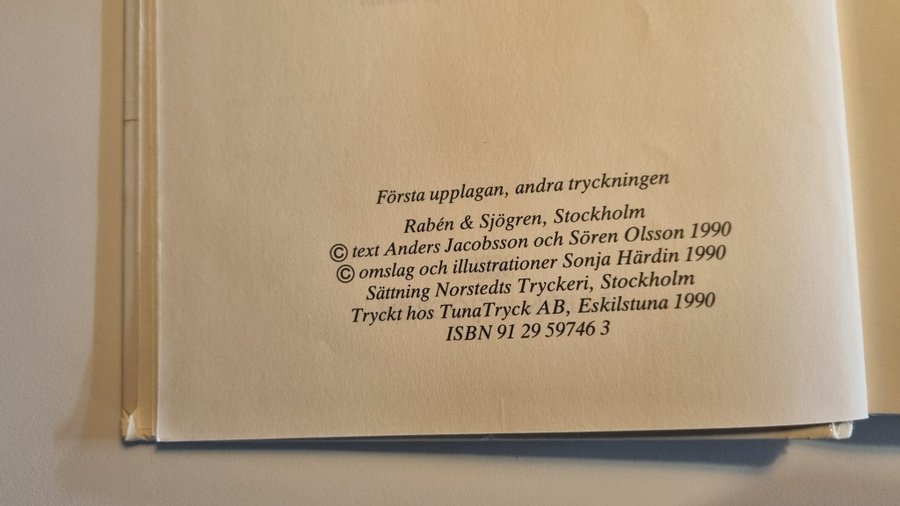 Första upplagan, andra tryckningen
Rabén & Sjögren, Stockholm
© text Anders Jacobsson och Sören Olsson 1990
© omslag och illustrationer Sonja Härdin 1990
Sättning Norstedts Tryckeri, Stockholm
Tryckt hos TunaTryck AB, Eskilstuna 1990
ISBN 91 29 59746 3